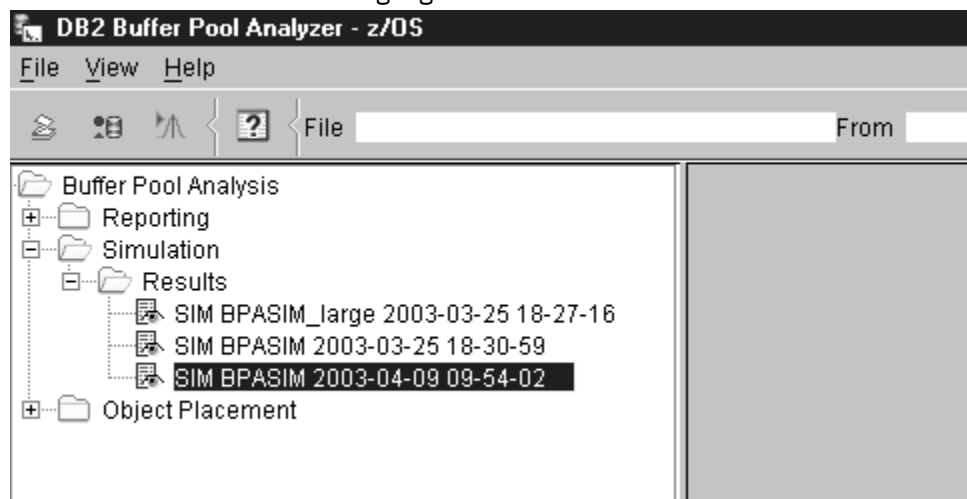 DB2 Buffer Pool Analyzer - z/OS
File View Help
File From
Buffer Pool Analysis
Reporting
Simulation
Results
SIM BPASIM_large 2003-03-25 18-27-16
SIM BPASIM 2003-03-25 18-30-59
SIM BPASIM 2003-04-09 09-54-02
Object Placement